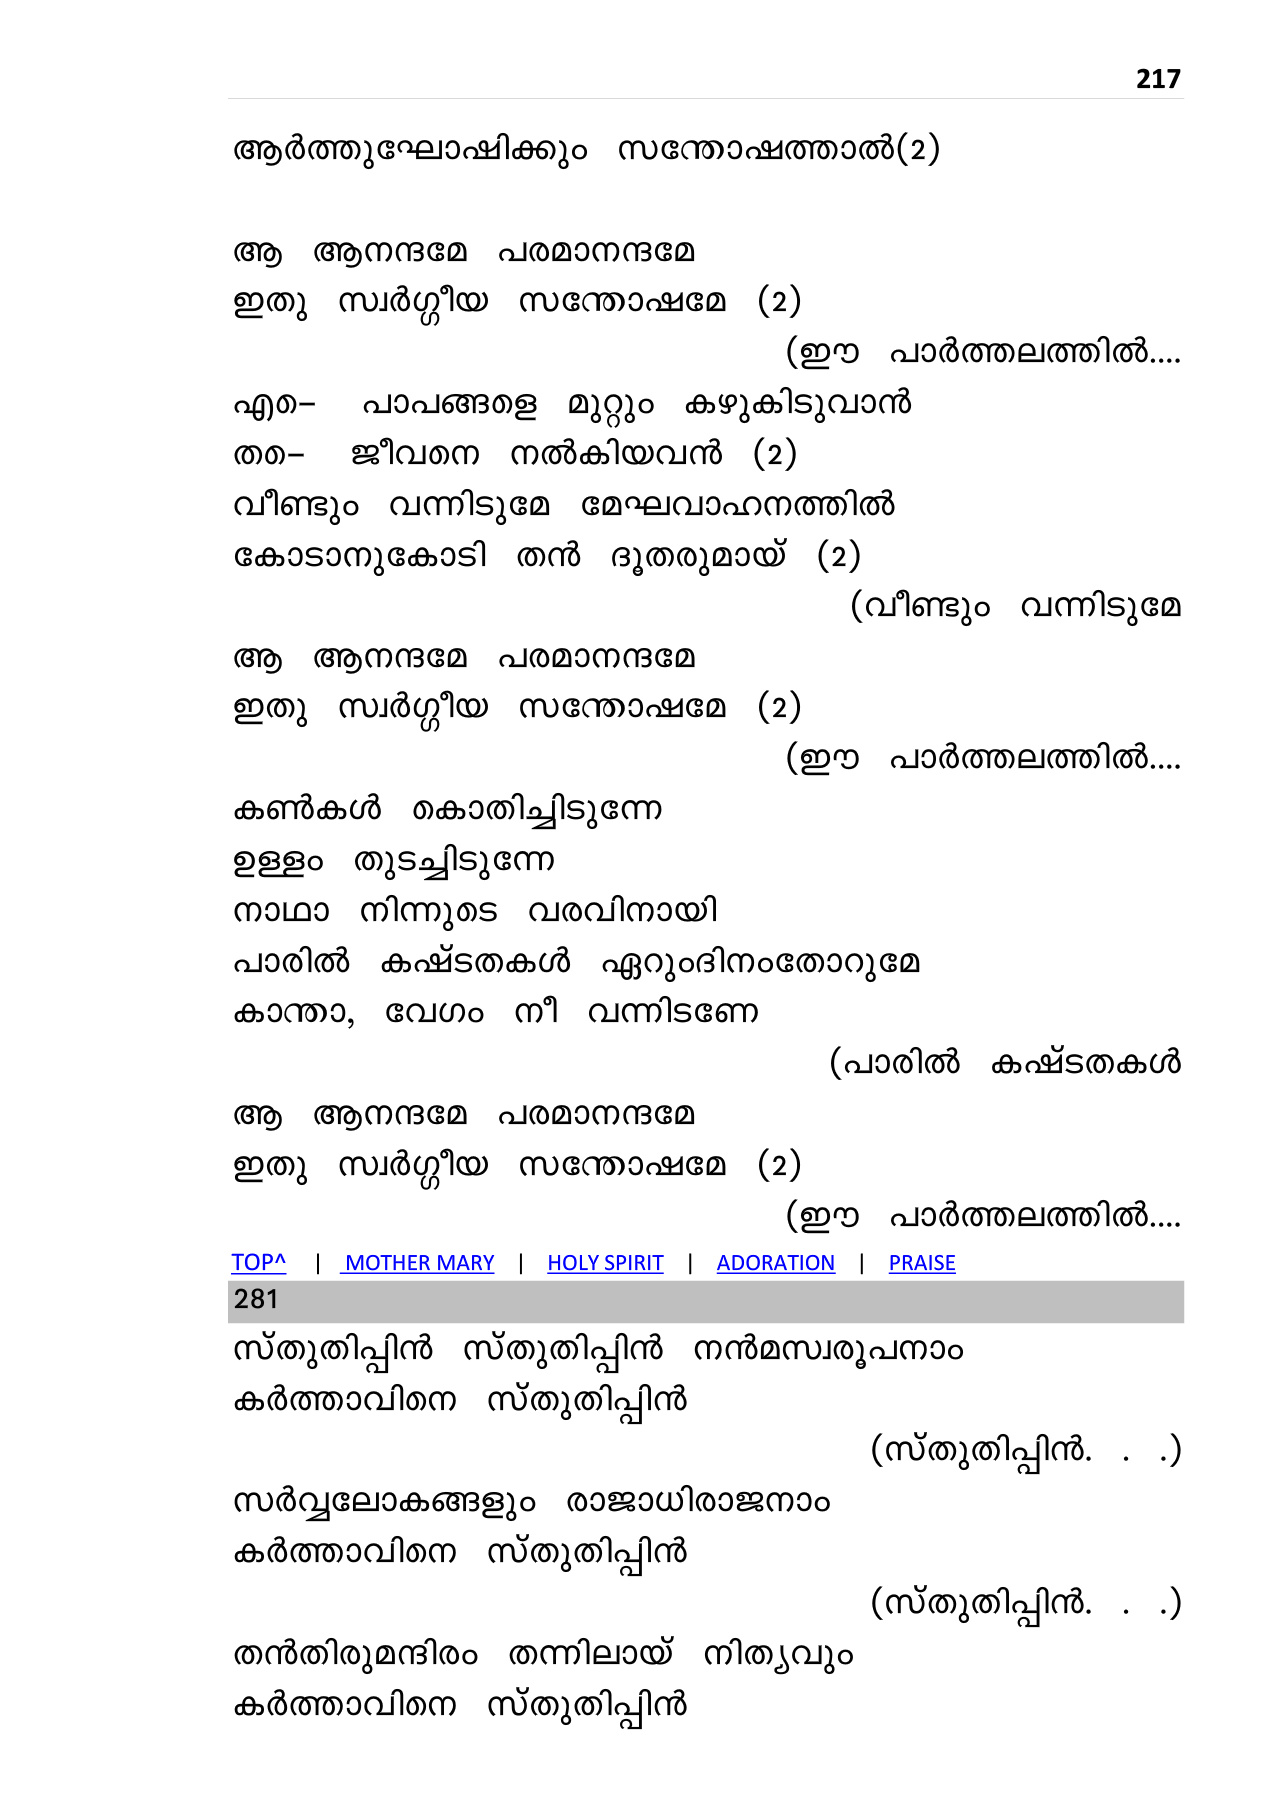 217
ആർത്തുഘോഷിക്കും സന്തോഷത്താൽ(2)
ആ ആനന്ദമേ പരമാനന്ദമേ
ഇതു സ്വർഗ്ഗീയ സന്തോഷമേ (2)
(ഈ പാർത്തലത്തിൽ....
എ െ– പാപങ്ങളെ മുറ്റും കഴുകിടുവാൻ
ത െ– ജീവനെ നൽകിയവൻ (2)
വീണ്ടും വന്നിടുമേ മേഘവാഹനത്തിൽ
കോടാനുകോടി തൻ ദൂതരുമായ് (2)
(വീണ്ടും വന്നിടുമേ
ആ ആനന്ദമേ പരമാനന്ദമേ
ഇതു സ്വർഗ്ഗീയ സന്തോഷമേ (2)
(ഈ പാർത്തലത്തിൽ....
കൺകൾ കൊതിച്ചിടുന്നേ
ഉള്ളം തുടച്ചിടുന്നേ
നാഥാ നിന്നുടെ വരവിനായി
പാരിൽ കഷ്ടതകൾ ഏറുംദിനംതോറുമേ
കാന്താ, വേഗം നീ വന്നിടണേ
(പാരിൽ കഷ്ടതകൾ
ആ ആനന്ദമേ പരമാനന്ദമേ
ഇതു സ്വർഗ്ഗീയ സന്തോഷമേ (2)
(ഈ പാർത്തലത്തിൽ....
TOP^ | MOTHER MARY | HOLY SPIRIT | ADORATION | PRAISE
281
സ്തുതിപ്പിൻ സ്തുതിപ്പിൻ നൻമസ്വരൂപനാം
കർത്താവിനെ സ്തുതിപ്പിൻ
(സ്തുതിപ്പിൻ. . .)
സർവ്വലോകങ്ങളും രാജാധിരാജനാം
കർത്താവിനെ സ്തുതിപ്പിൻ
(സ്തുതിപ്പിൻ. . .)
തൻതിരുമന്ദിരം തന്നിലായ് നിത്യവും
കർത്താവിനെ സ്തുതിപ്പിൻ